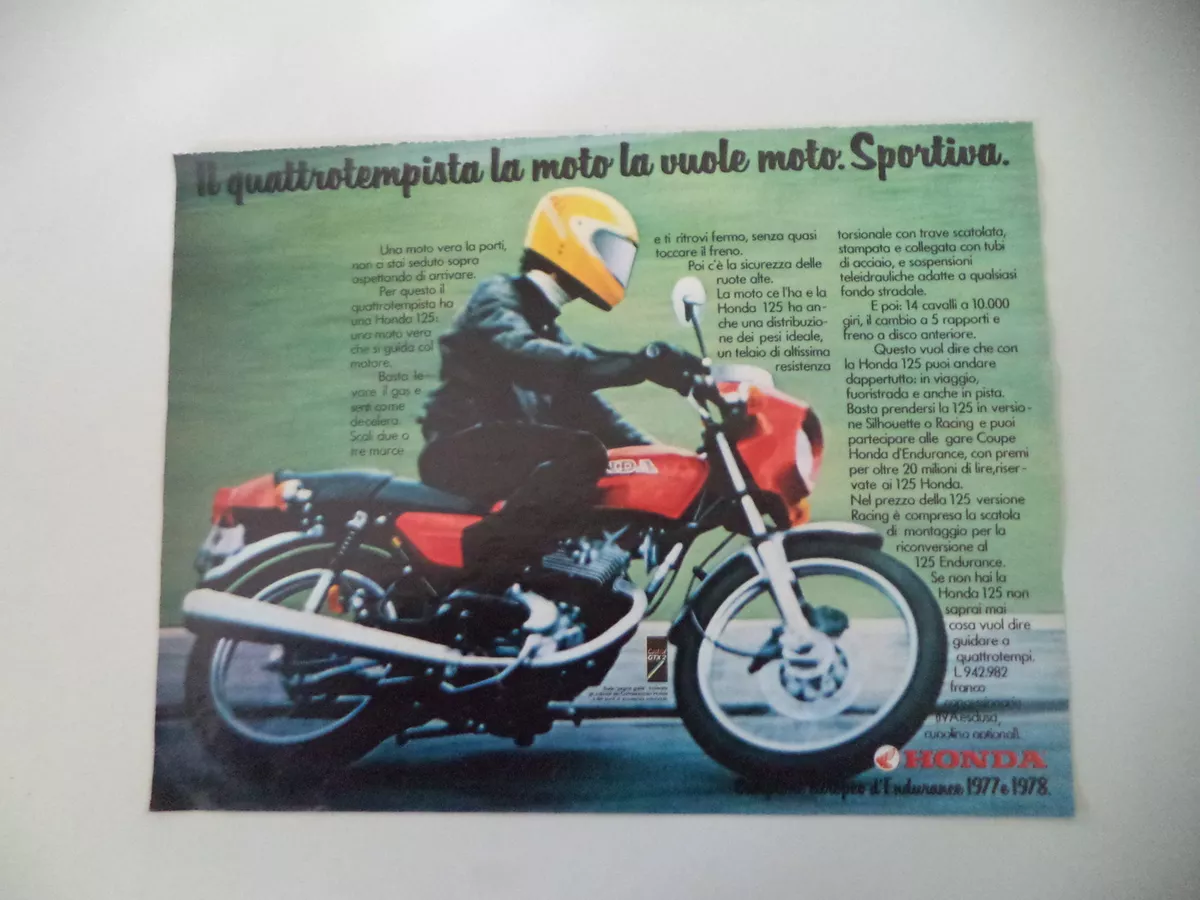 Il quattrotempista la moto la vuole moto. Sportiva.
Una moto vera la porti,
non a stai seduto sopra
aspettando di arrivare.
Per questo il
quattrotempista ha
una Honda 125:
una moto vera
che si guida col
motore.
Basta le-
vare il gas e
senti come
decelera.
Scali due o
tre marce
e ti ritrovi fermo, senza quasi
toccare il freno.
Poi c'è la sicurezza delle
ruote alte.
La moto ce l'ha e la
Honda 125 ha an-
che una distribuzio-
ne dei pesi ideale,
un telaio di altissima
resistenza
torsionale con trave scatolata,
stampata e collegata con tubi
di acciaio, e sospensioni
teleidrauliche adatte a qualsiasi
fondo stradale.
E poi: 14 cavalli a 10.000
giri, il cambio a 5 rapporti e
freno a disco anteriore.
Questo vuol dire che con
la Honda 125 puoi andare
dappertutto: in viaggio,
fuoristrada e anche in pista.
Basta prendersi la 125 in versio-
ne Silhouette o Racing e puoi
partecipare alle gare Coupe
Honda d'Endurance, con premi
per oltre 20 milioni di lire, riser-
vate ai 125 Honda.
Nel prezzo della 125 versione
Racing è compresa la scatola
di montaggio per la
riconversione al
125 Endurance.
Se non hai la
Honda 125 non
saprai mai
cosa vuol dire
guidare a
quattrotempi.
L. 942.982
franco
concessionario
(IVA esclusa,
cupolino optional).
Castrol
GTX2
HONDA
Campione Europeo d'Endurance 1977 e 1978.